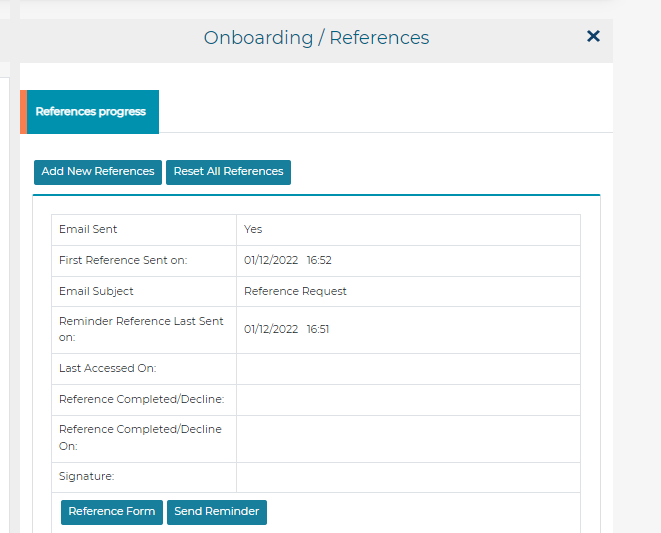 Onboarding / References
References progress
Add New References Reset All References
Email Sent Yes
First Reference Sent on: 01/12/2022 16:52
Email Subject Reference Request
Reminder Reference Last Sent
on: 01/12/2022 16:51
Last Accessed On:
Reference Completed/Decline:
Reference Completed/Decline
On:
Signature:
Reference Form Send Reminder